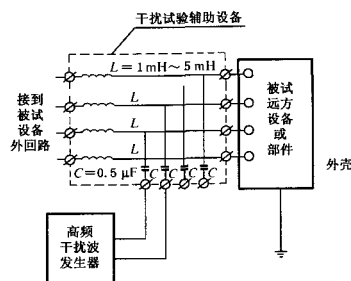 干扰试验辅助设备
L=1 mH～5 mH
L
L
L
C=0.5 μF
C
C
C
C
接到
被试
设备
外回路
被试
远方
设备
或
部件
外壳
高频
干扰波
发生器